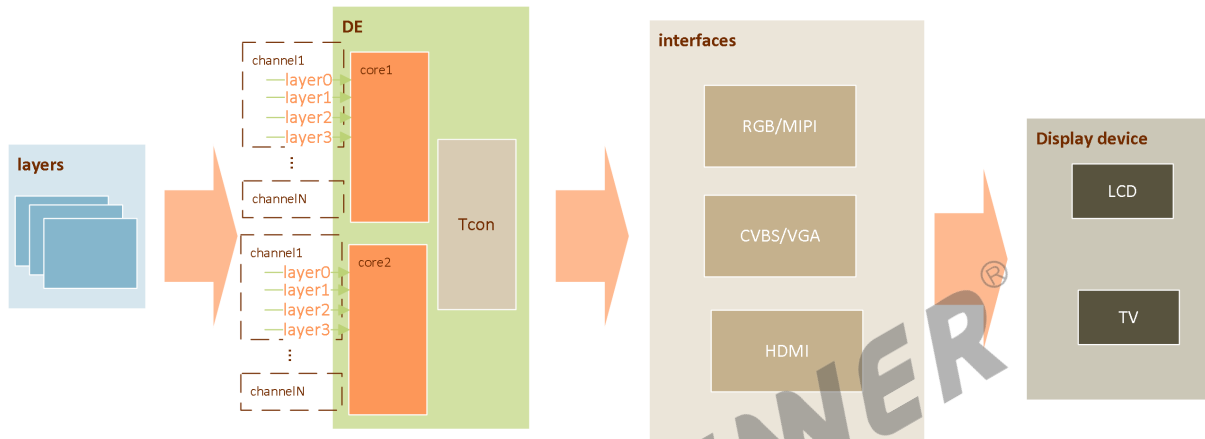 layers
DE
channel1
layer0
layer1
layer2
layer3
...
channelN
core1
channel1
layer0
layer1
layer2
layer3
...
channelN
core2
Tcon
interfaces
RGB/MIPI
CVBS/VGA
HDMI
Display device
LCD
TV
®